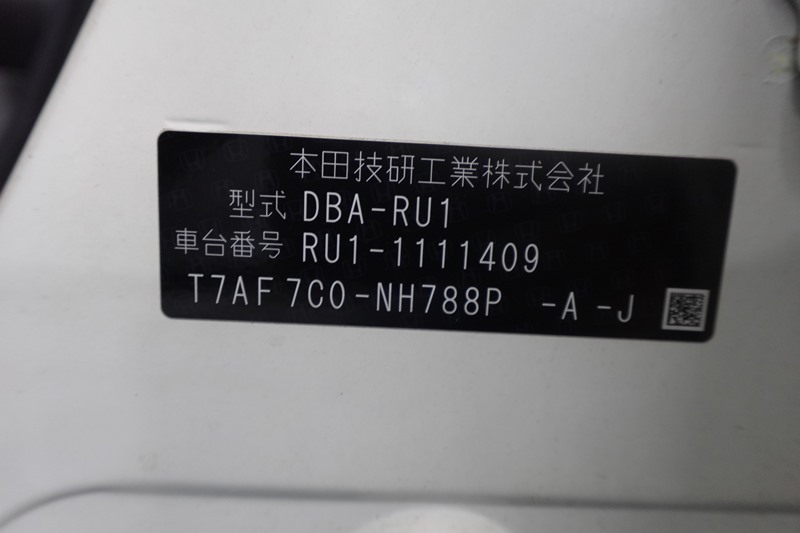 本田技研工業株式会社
型式 DBA-RU1
車台番号 RU1-1111409
T7AF 7C0-NH788P -A -J